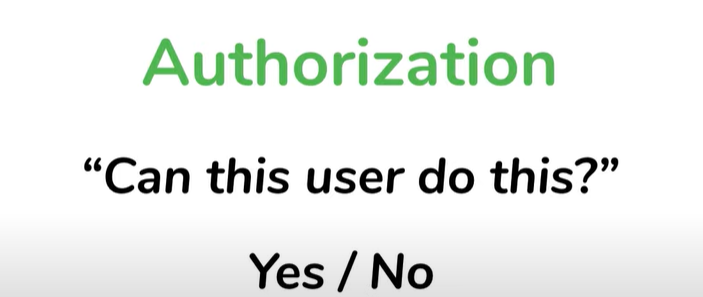 Authorization
“Can this user do this?”
Yes / No